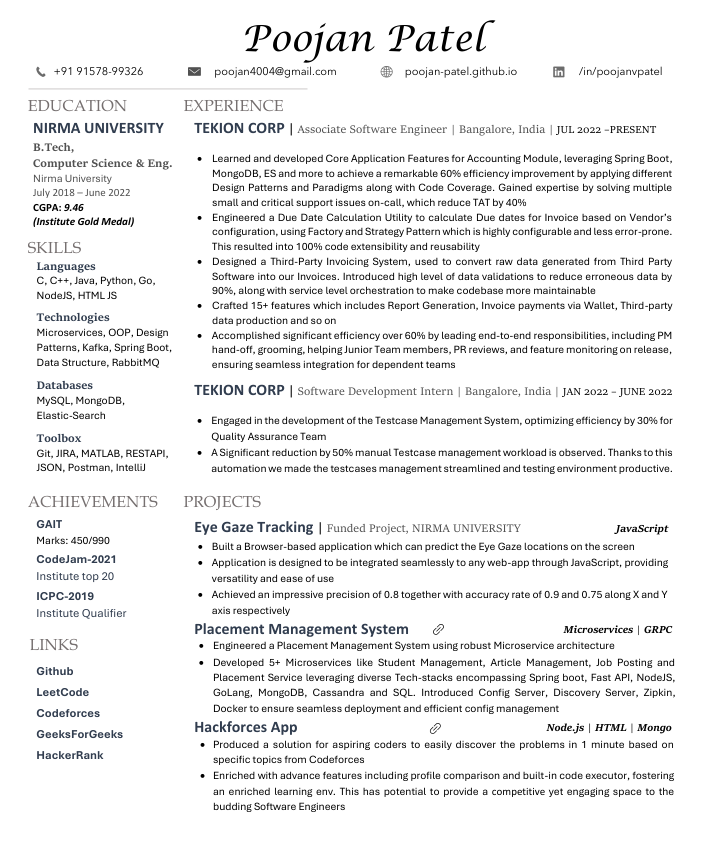 Poojan Patel
+91 91578-99326
poojan4004@gmail.com
poojan-patel.github.io
/in/poojanvpatel
EDUCATION
NIRMA UNIVERSITY
B.Tech,
Computer Science & Eng.
Nirma University
July 2018 – June 2022
CGPA: 9.46
(Institute Gold Medal)
SKILLS
Languages
C, C++, Java, Python, Go,
NodeJS, HTML JS
Technologies
Microservices, OOP, Design
Patterns, Kafka, Spring Boot,
Data Structure, RabbitMQ
Databases
MySQL, MongoDB,
Elastic-Search
Toolbox
Git, JIRA, MATLAB, RESTAPI,
JSON, Postman, IntelliJ
ACHIEVEMENTS
GAIT
Marks: 450/990
CodeJam-2021
Institute top 20
ICPC-2019
Institute Qualifier
LINKS
Github
LeetCode
Codeforces
GeeksForGeeks
HackerRank
EXPERIENCE
TEKION CORP | Associate Software Engineer | Bangalore, India | JUL 2022 –PRESENT
• Learned and developed Core Application Features for Accounting Module, leveraging Spring Boot,
MongoDB, ES and more to achieve a remarkable 60% efficiency improvement by applying different
Design Patterns and Paradigms along with Code Coverage. Gained expertise by solving multiple
small and critical support issues on-call, which reduce TAT by 40%
• Engineered a Due Date Calculation Utility to calculate Due dates for Invoice based on Vendor's
configuration, using Factory and Strategy Pattern which is highly configurable and less error-prone.
This resulted into 100% code extensibility and reusability
• Designed a Third-Party Invoicing System, used to convert raw data generated from Third Party
Software into our Invoices. Introduced high level of data validations to reduce erroneous data by
90%, along with service level orchestration to make codebase more maintainable
• Crafted 15+ features which includes Report Generation, Invoice payments via Wallet, Third-party
data production and so on
• Accomplished significant efficiency over 60% by leading end-to-end responsibilities, including PM
hand-off, grooming, helping Junior Team members, PR reviews, and feature monitoring on release,
ensuring seamless integration for dependent teams
TEKION CORP | Software Development Intern | Bangalore, India | JAN 2022 – JUNE 2022
• Engaged in the development of the Testcase Management System, optimizing efficiency by 30% for
Quality Assurance Team
• A Significant reduction by 50% manual Testcase management workload is observed. Thanks to this
automation we made the testcases management streamlined and testing environment productive.
PROJECTS
Eye Gaze Tracking | Funded Project, NIRMA UNIVERSITY JavaScript
• Built a Browser-based application which can predict the Eye Gaze locations on the screen
• Application is designed to be integrated seamlessly to any web-app through JavaScript, providing
versatility and ease of use
• Achieved an impressive precision of 0.8 together with accuracy rate of 0.9 and 0.75 along X and Y
axis respectively
Placement Management System Microservices | GRPC
• Engineered a Placement Management System using robust Microservice architecture
• Developed 5+ Microservices like Student Management, Article Management, Job Posting and
Placement Service leveraging diverse Tech-stacks encompassing Spring boot, Fast API, NodeJS,
GoLang, MongoDB, Cassandra and SQL. Introduced Config Server, Discovery Server, Zipkin,
Docker to ensure seamless deployment and efficient config management
Hackforces App Node.js | HTML | Mongo
• Produced a solution for aspiring coders to easily discover the problems in 1 minute based on
specific topics from Codeforces
• Enriched with advance features including profile comparison and built-in code executor, fostering
an enriched learning env. This has potential to provide a competitive yet engaging space to the
budding Software Engineers